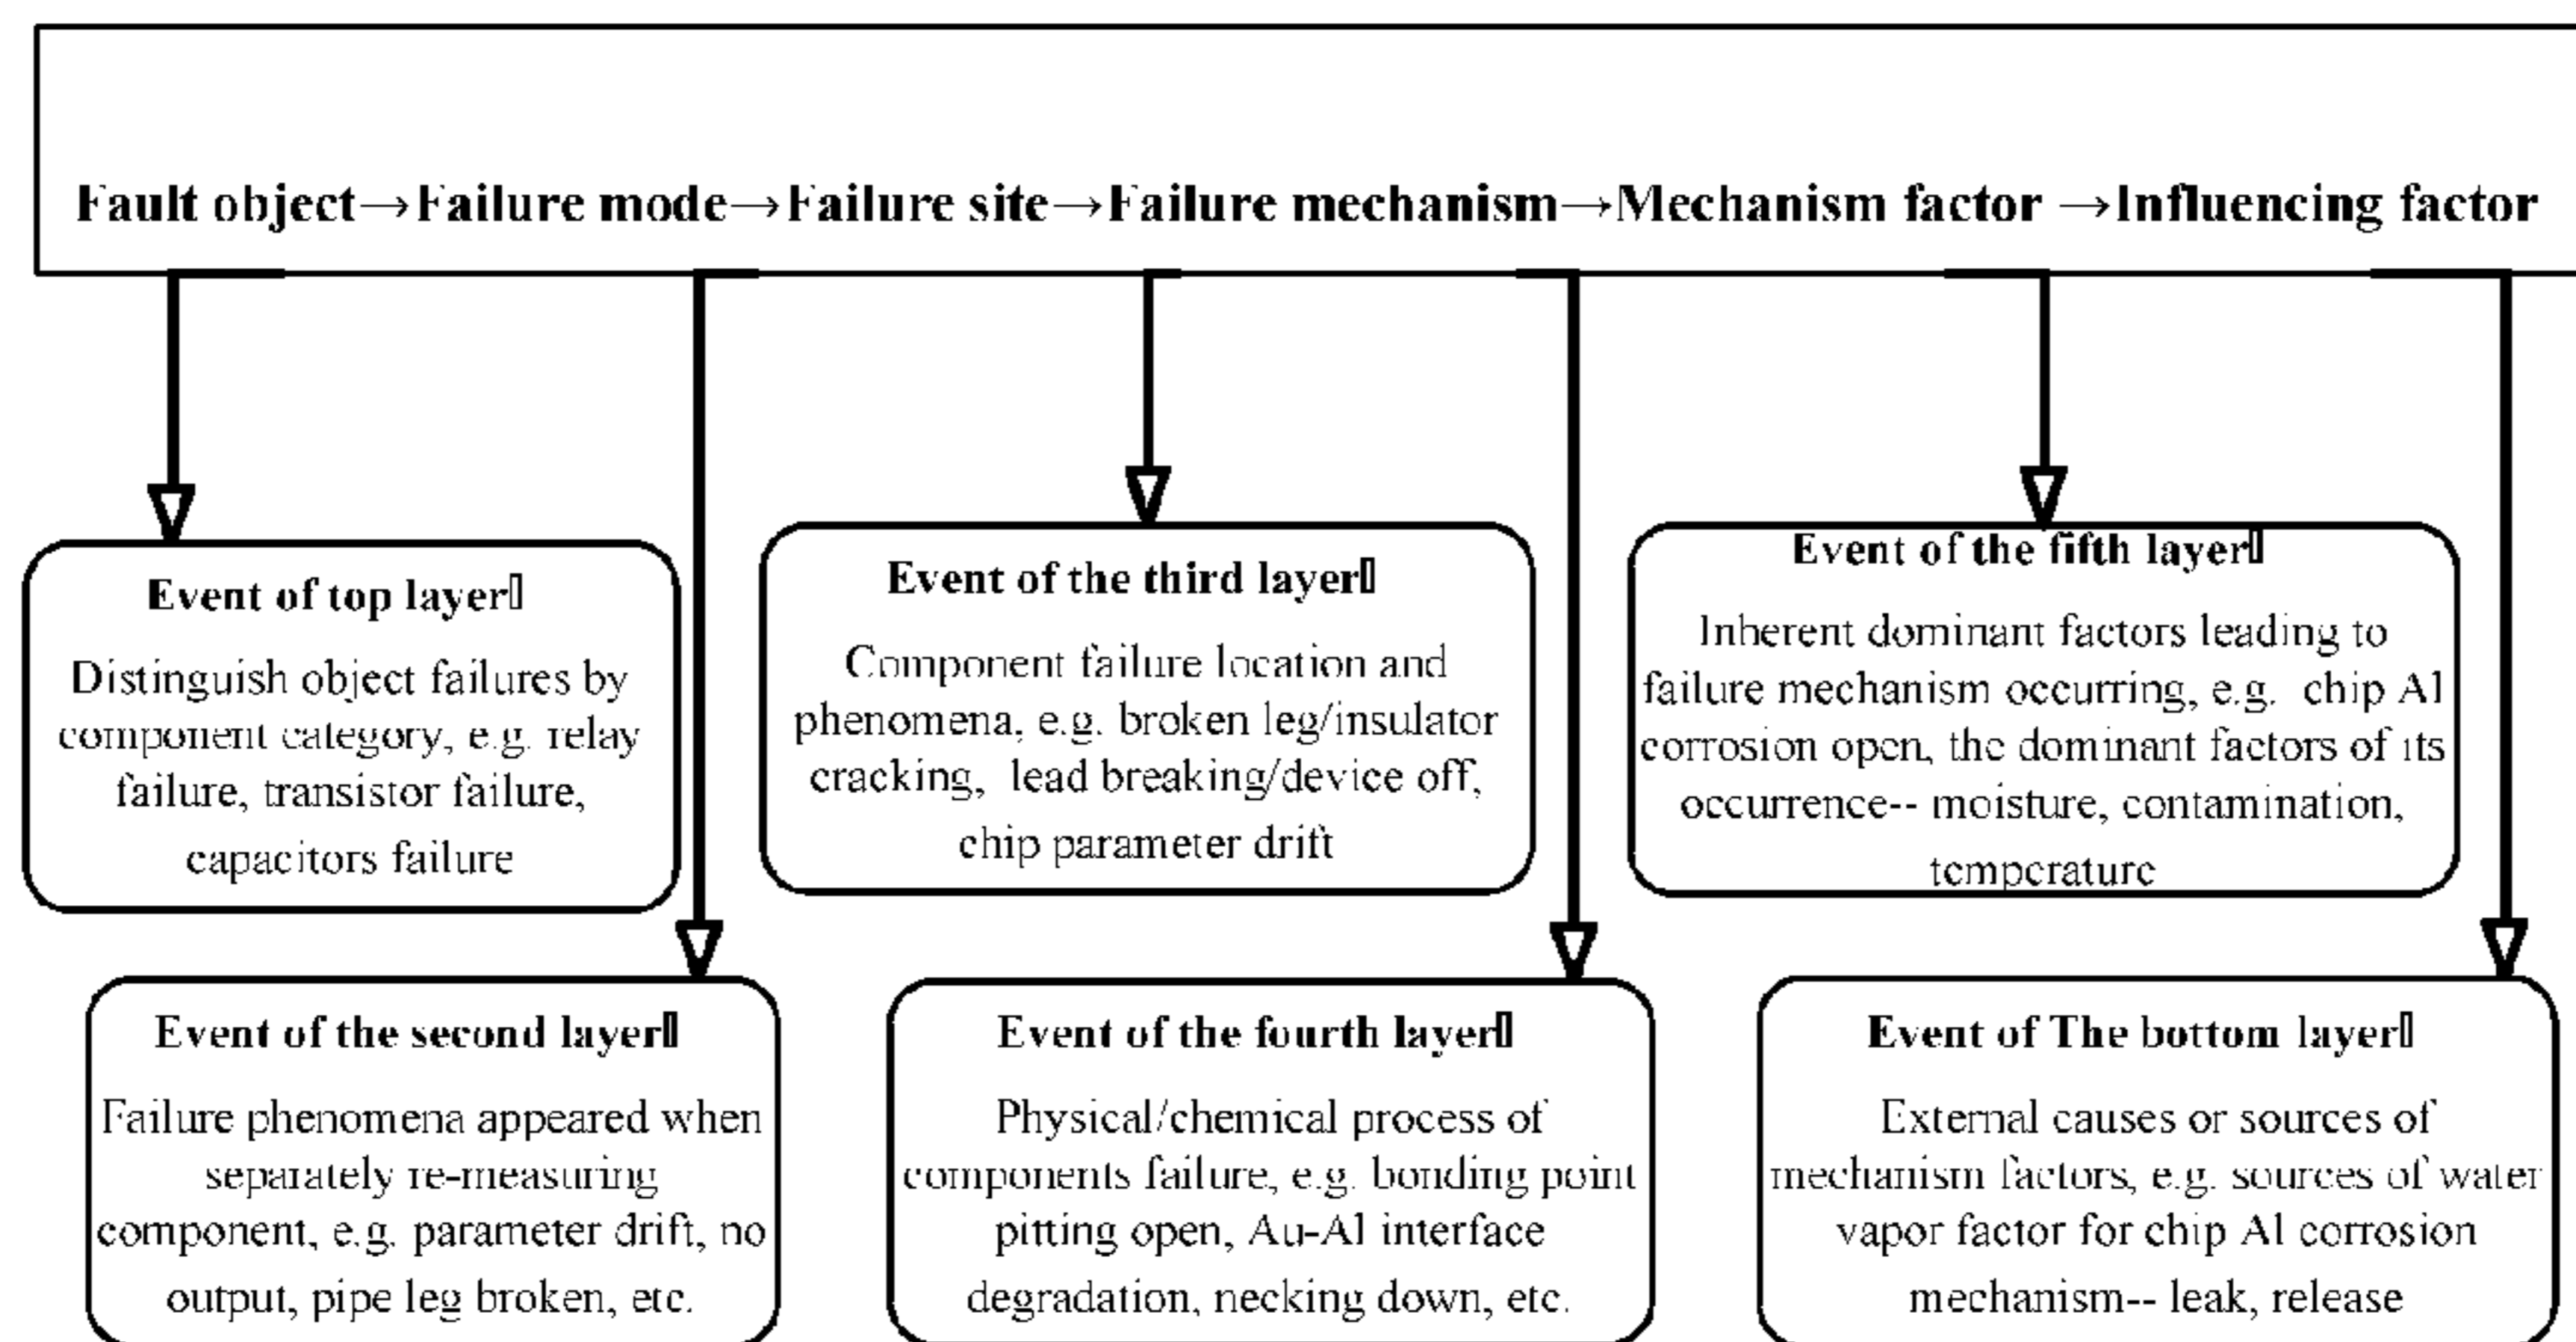 Fault object→Failure mode→Failure site→Failure mechanism→Mechanism factor →Influencing factor
Event of top layer
Distinguish object failures by
component category, e.g. relay
failure, transistor failure,
capacitors failure
Event of the third layer
Component failure location and
phenomena, e.g. broken leg/insulator
cracking, lead breaking/device off,
chip parameter drift
Event of the fifth layer
Inherent dominant factors leading to
failure mechanism occurring, e.g. chip Al
corrosion open, the dominant factors of its
occurrence-- moisture, contamination,
temperature
Event of the second layer
Failure phenomena appeared when
separately re-measuring
component, e.g. parameter drift, no
output, pipe leg broken, etc.
Event of the fourth layer
Physical/chemical process of
components failure, e.g. bonding point
pitting open, Au-Al interface
degradation, necking down, etc.
Event of The bottom layer
External causes or sources of
mechanism factors, e.g. sources of water
vapor factor for chip Al corrosion
mechanism-- leak, release